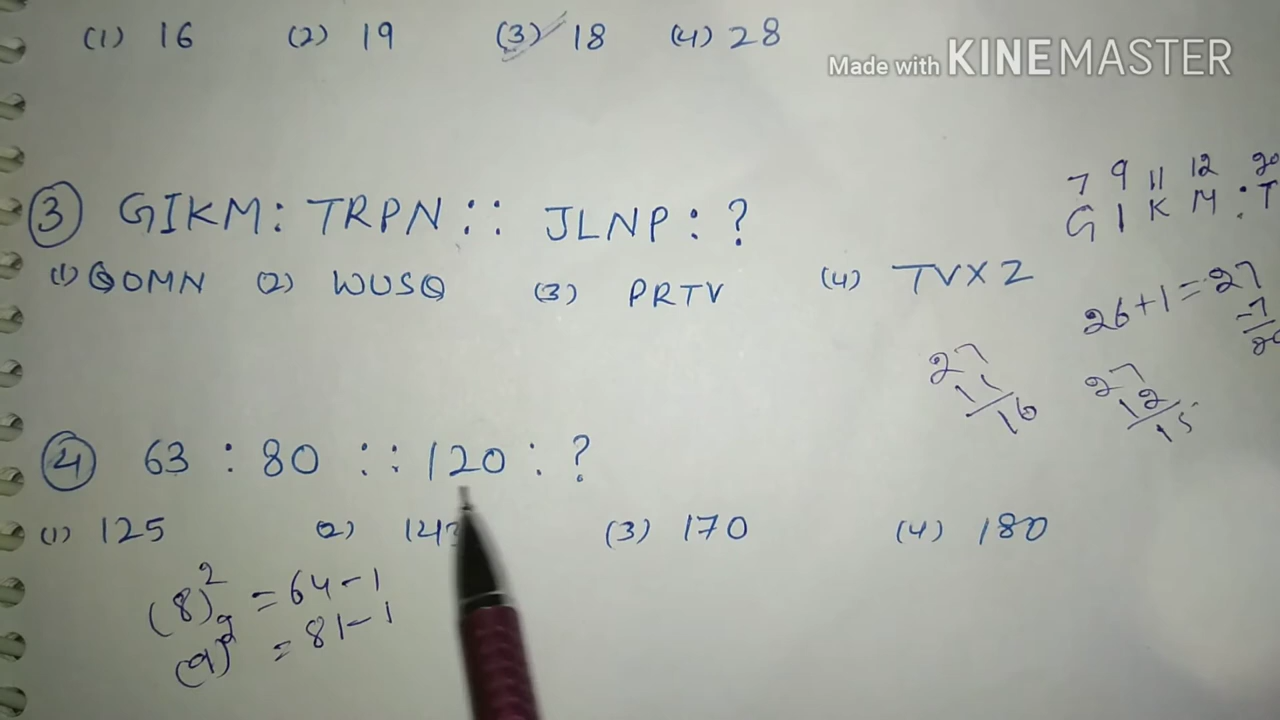 (1) 16 (2) 19 (3) 18 (4) 28
Made with KINEMASTER
7 9 11 12 20
G I K M : T
(3) GIKM : TRPN :: JLNP : ?
(1) QOMN (2) WUSQ (3) PRTV (4) TVXZ
26+1=27
7
27
11
16
27
12
15
(4) 63 : 80 :: 120 : ?
(1) 125 (2) (3) 170 (4) 180
(8)² = 64-1
(9)² = 81-1